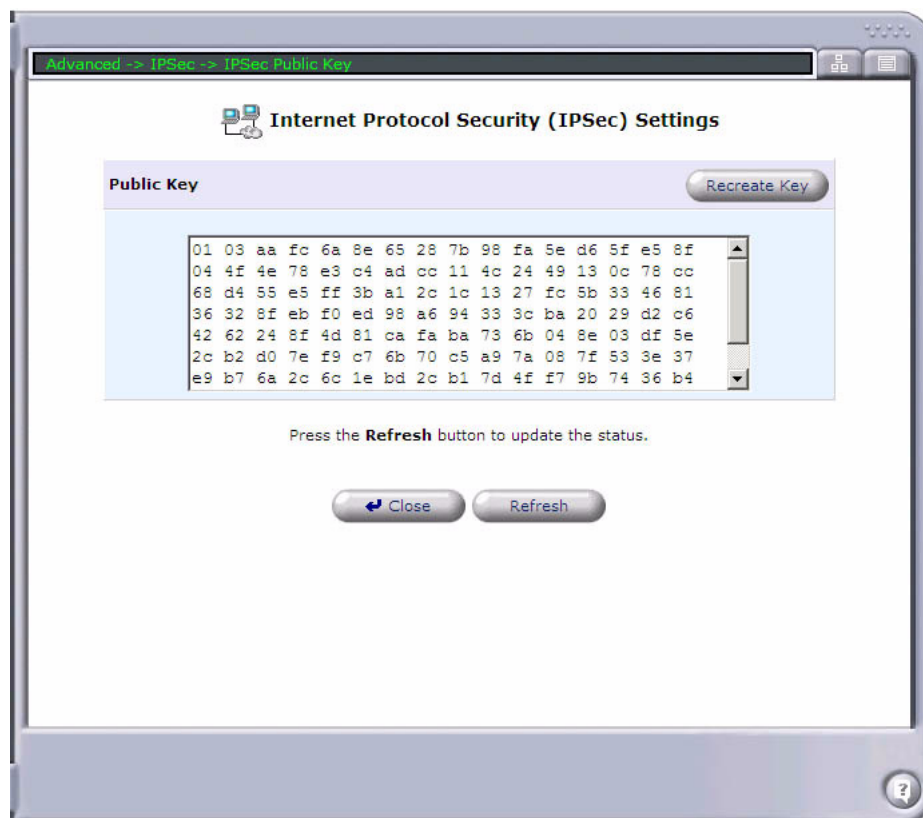 Advanced -> IPSec -> IPSec Public Key
Internet Protocol Security (IPSec) Settings
Public Key
Recreate Key
01 03 aa fc 6a 8e 65 28 7b 98 fa 5e d6 5f e5 8f
04 4f 4e 78 e3 c4 ad cc 11 4c 24 49 13 0c 78 cc
68 d4 55 e5 ff 3b a1 2c 1c 13 27 fc 5b 33 46 81
36 32 8f eb f0 ed 98 a6 94 33 3c ba 20 29 d2 c6
42 62 24 8f 4d 81 ca fa ba 73 6b 04 8e 03 df 5e
2c b2 d0 7e f9 c7 6b 70 c5 a9 7a 08 7f 53 3e 37
e9 b7 6a 2c 6c 1e bd 2c b1 7d 4f f7 9b 74 36 b4
Press the Refresh button to update the status.
Close
Refresh
?